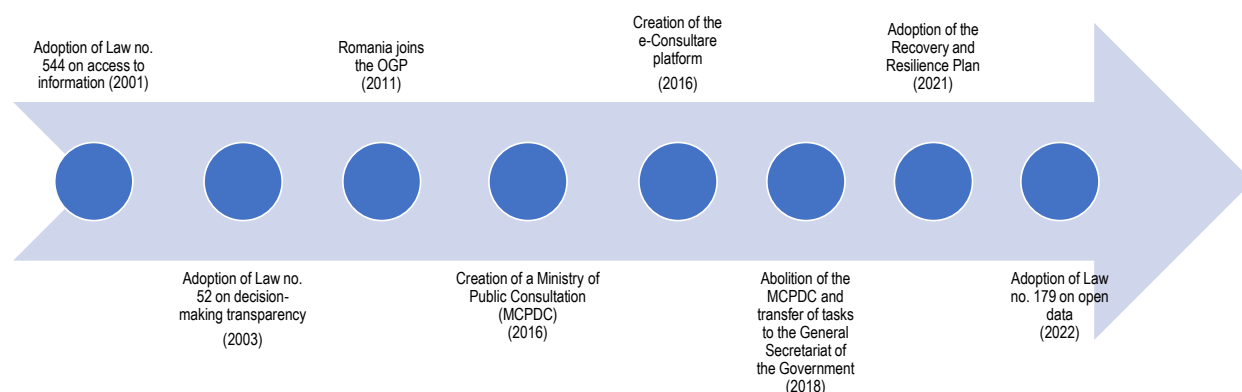 Adoption of Law no.
544 on access to
information (2001)
Adoption of Law no.
52 on decision-
making transparency
(2003)
Romania joins
the OGP
(2011)
Creation of a Ministry of
Public Consultation
(MCPDC)
(2016)
Creation of the
e-Consultare
platform
(2016)
Abolition of the
MCPDC and
transfer of tasks
to the General
Secretariat of
the Government
(2018)
Adoption of the
Recovery and
Resilience Plan
(2021)
Adoption of Law
no. 179 on open
data
(2022)